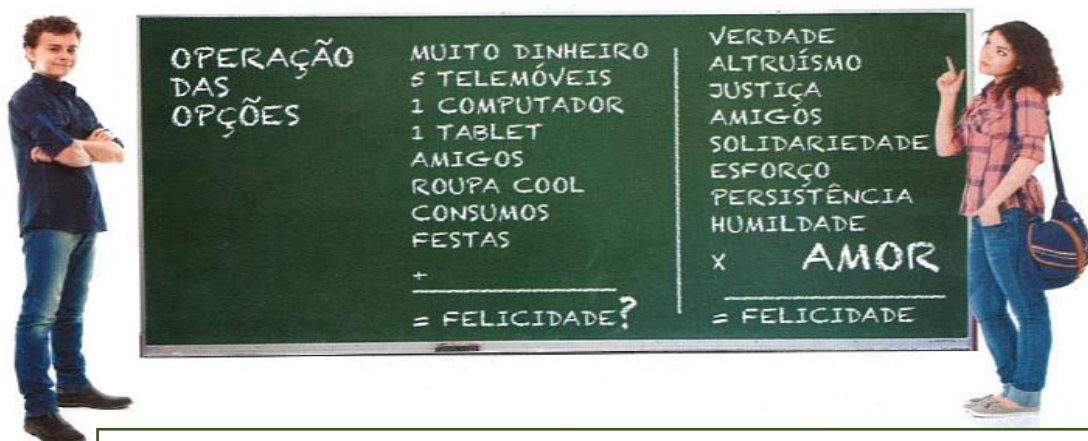 OPERAÇÃO
DAS
OPÇÕES
MUITO DINHEIRO
5 TELEMÓVEIS
1 COMPUTADOR
1 TABLET
AMIGOS
ROUPA COOL
CONSUMOS
FESTAS
+
= FELICIDADE?
VERDADE
ALTRUÍSMO
JUSTIÇA
AMIGOS
SOLIDARIEDADE
ESFORÇO
PERSISTÊNCIA
HUMILDADE
X AMOR
= FELICIDADE